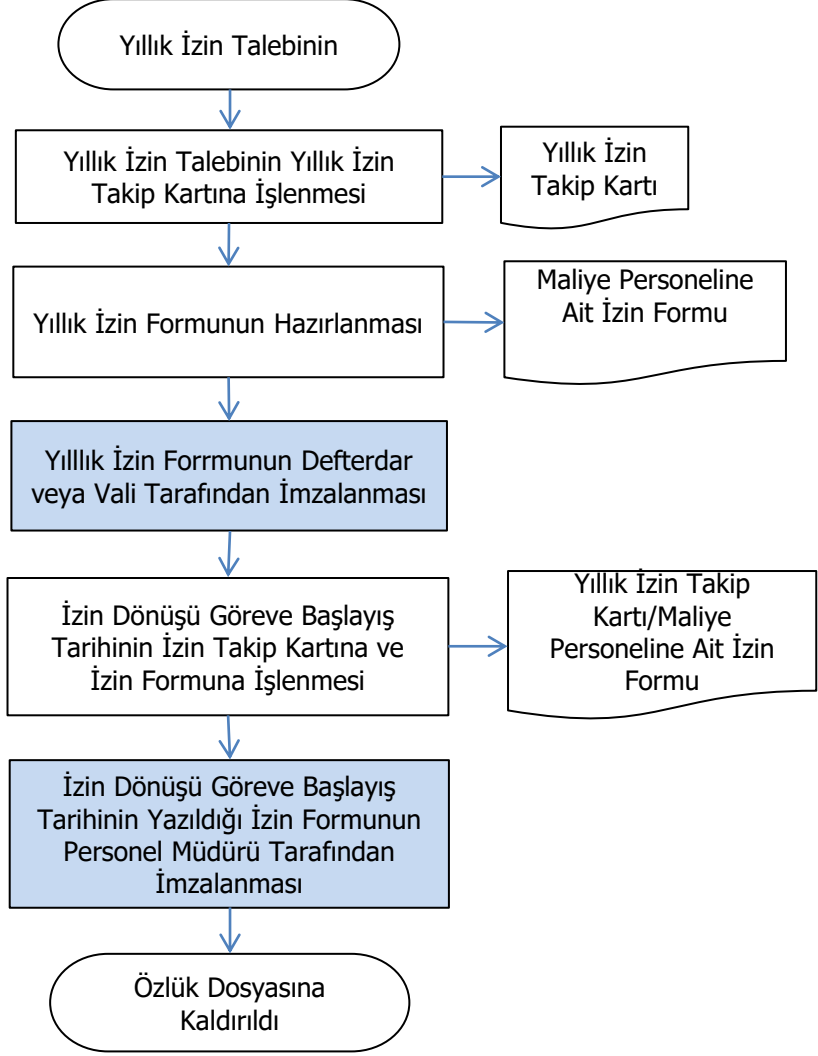 Yıllık İzin Talebinin
Yıllık İzin Talebinin Yıllık İzin
Takip Kartına İşlenmesi
Yıllık İzin
Takip Kartı
Yıllık İzin Formunun Hazırlanması
Maliye Personeline
Ait İzin Formu
Yılllık İzin Forrmunun Defterdar
veya Vali Tarafından İmzalanması
İzin Dönüşü Göreve Başlayış
Tarihinin İzin Takip Kartına ve
İzin Formuna İşlenmesi
Yıllık İzin Takip
Kartı/Maliye
Personeline Ait İzin
Formu
İzin Dönüşü Göreve Başlayış
Tarihinin Yazıldığı İzin Formunun
Personel Müdürü Tarafından
İmzalanması
Özlük Dosyasına
Kaldırıldı